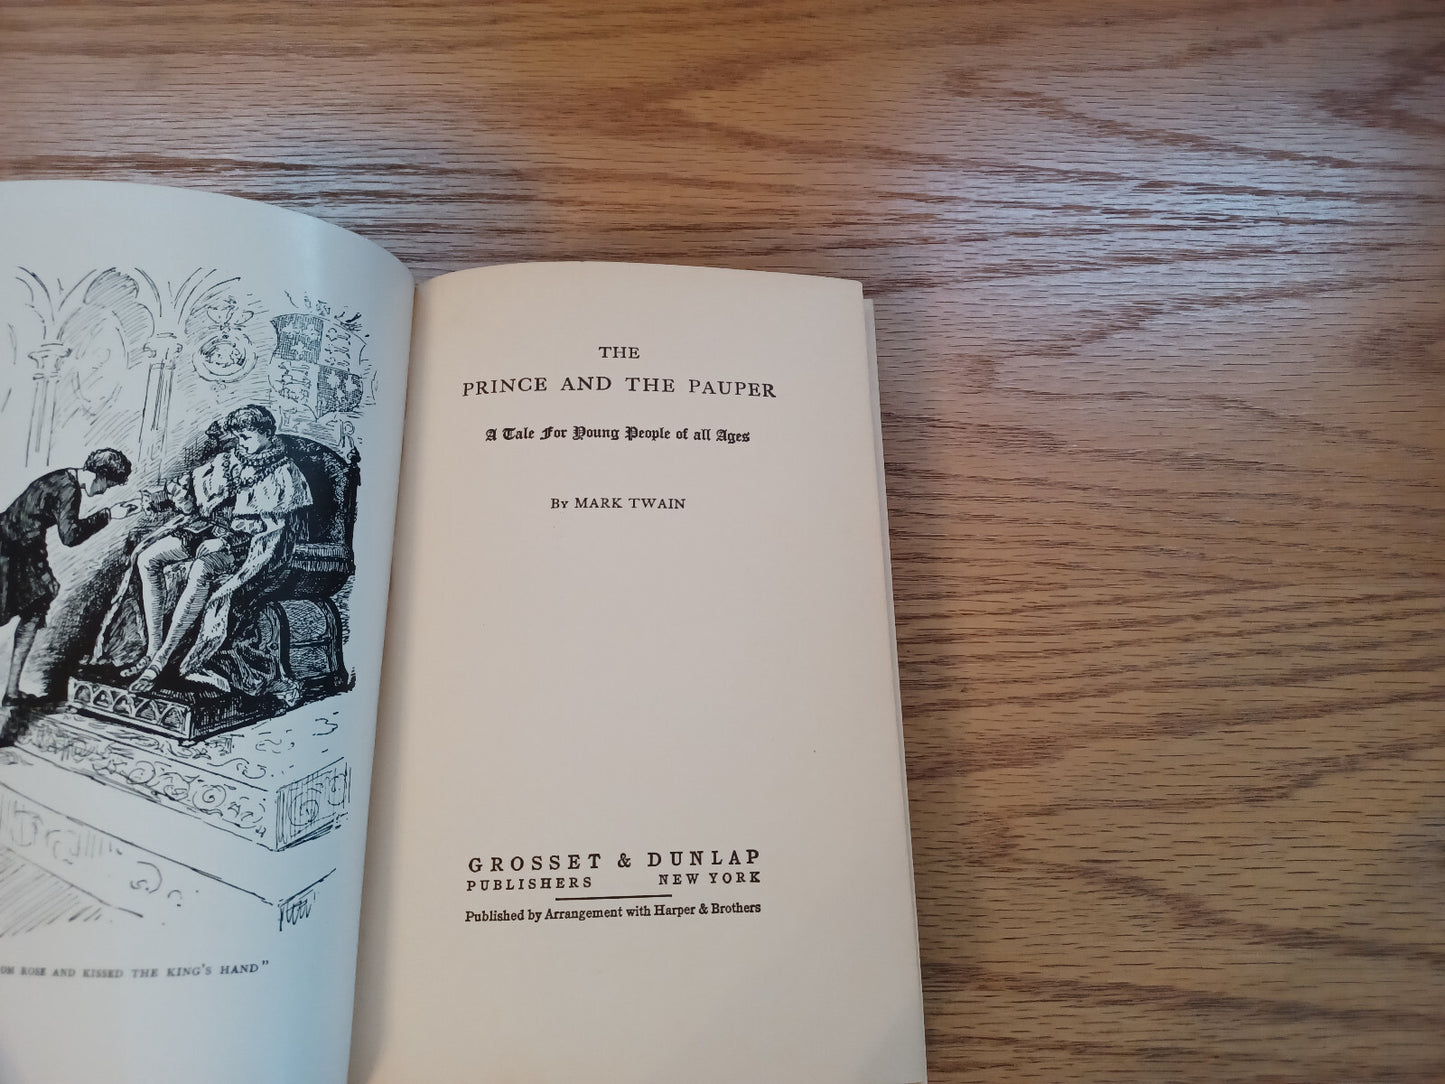 OM ROSE AND KISSED THE KING'S HAND"
THE
PRINCE AND THE PAUPER
A Tale For Young People of all Ages
By MARK TWAIN
GROSSET & DUNLAP
PUBLISHERS NEW YORK
Published by Arrangement with Harper & Brothers